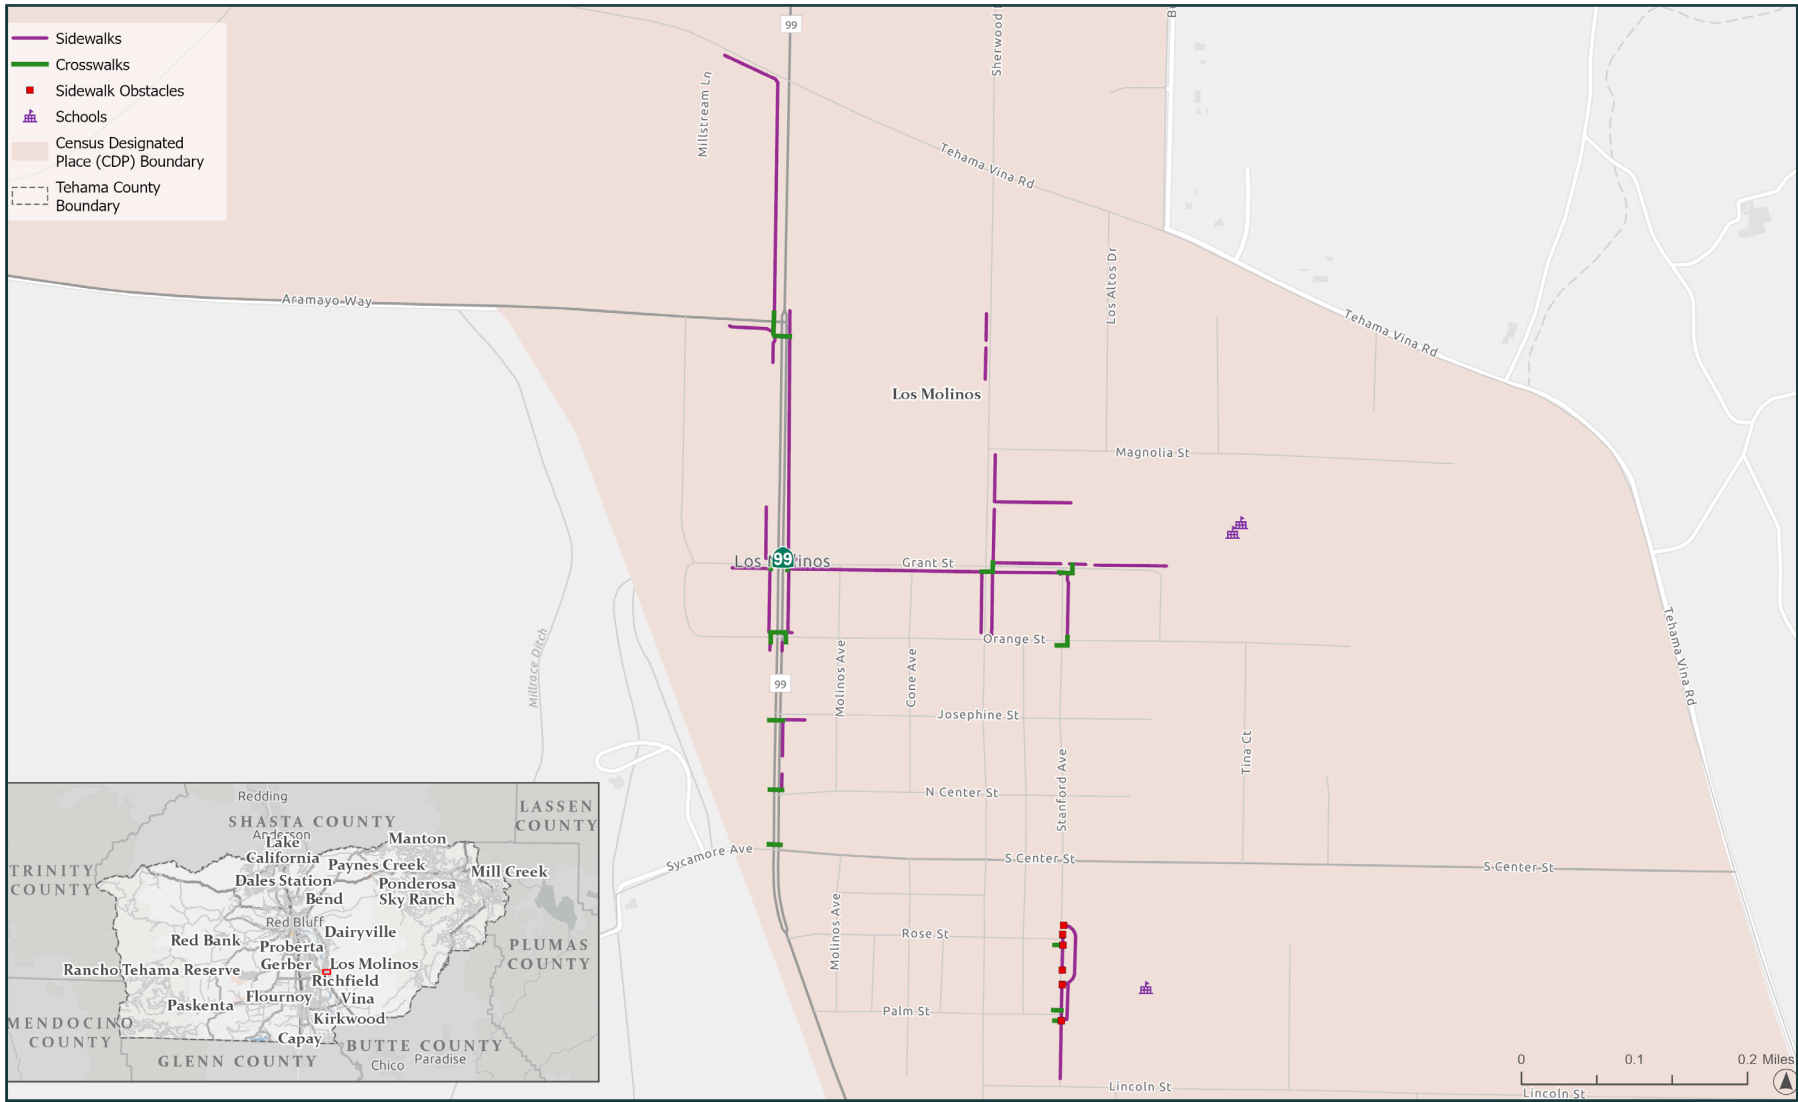 Sidewalks
Crosswalks
Sidewalk Obstacles
Schools
Census Designated
Place (CDP) Boundary
Tehama County
Boundary
99
Sherwood
Millstream Ln
Tehama Vina Rd
Los Altos Dr
Aramayo Way
Tehama Vina Rd
Los Molinos
Magnolia St
Los Molinos
99
Grant St
Orange St
Millrace Ditch
Molinos Ave
Cone Ave
99
Josephine St
Tehama Vina Rd
Tina Ct
Stanford Ave
N Center St
Sycamore Ave
S Center St
S Center St
Molinos Ave
Rose St
Palm St
Lincoln St
Lincoln St
0 0.1 0.2 Miles
Redding
SHASTA COUNTY
LASSEN
COUNTY
Anderson
Lake
California
Manton
Paynes Creek
TRINITY
COUNTY
Mill Creek
Dales Station
Ponderosa
Sky Ranch
Bend
Red Bluff
Dairyville
Red Bank
Proberta
PLUMAS
COUNTY
Gerber
Los Molinos
Rancho Tehama Reserve
Richfield
Flournoy
Vina
Paskenta
Kirkwood
MENDOCINO
COUNTY
Capay
BUTTE COUNTY
GLENN COUNTY
Chico
Paradise